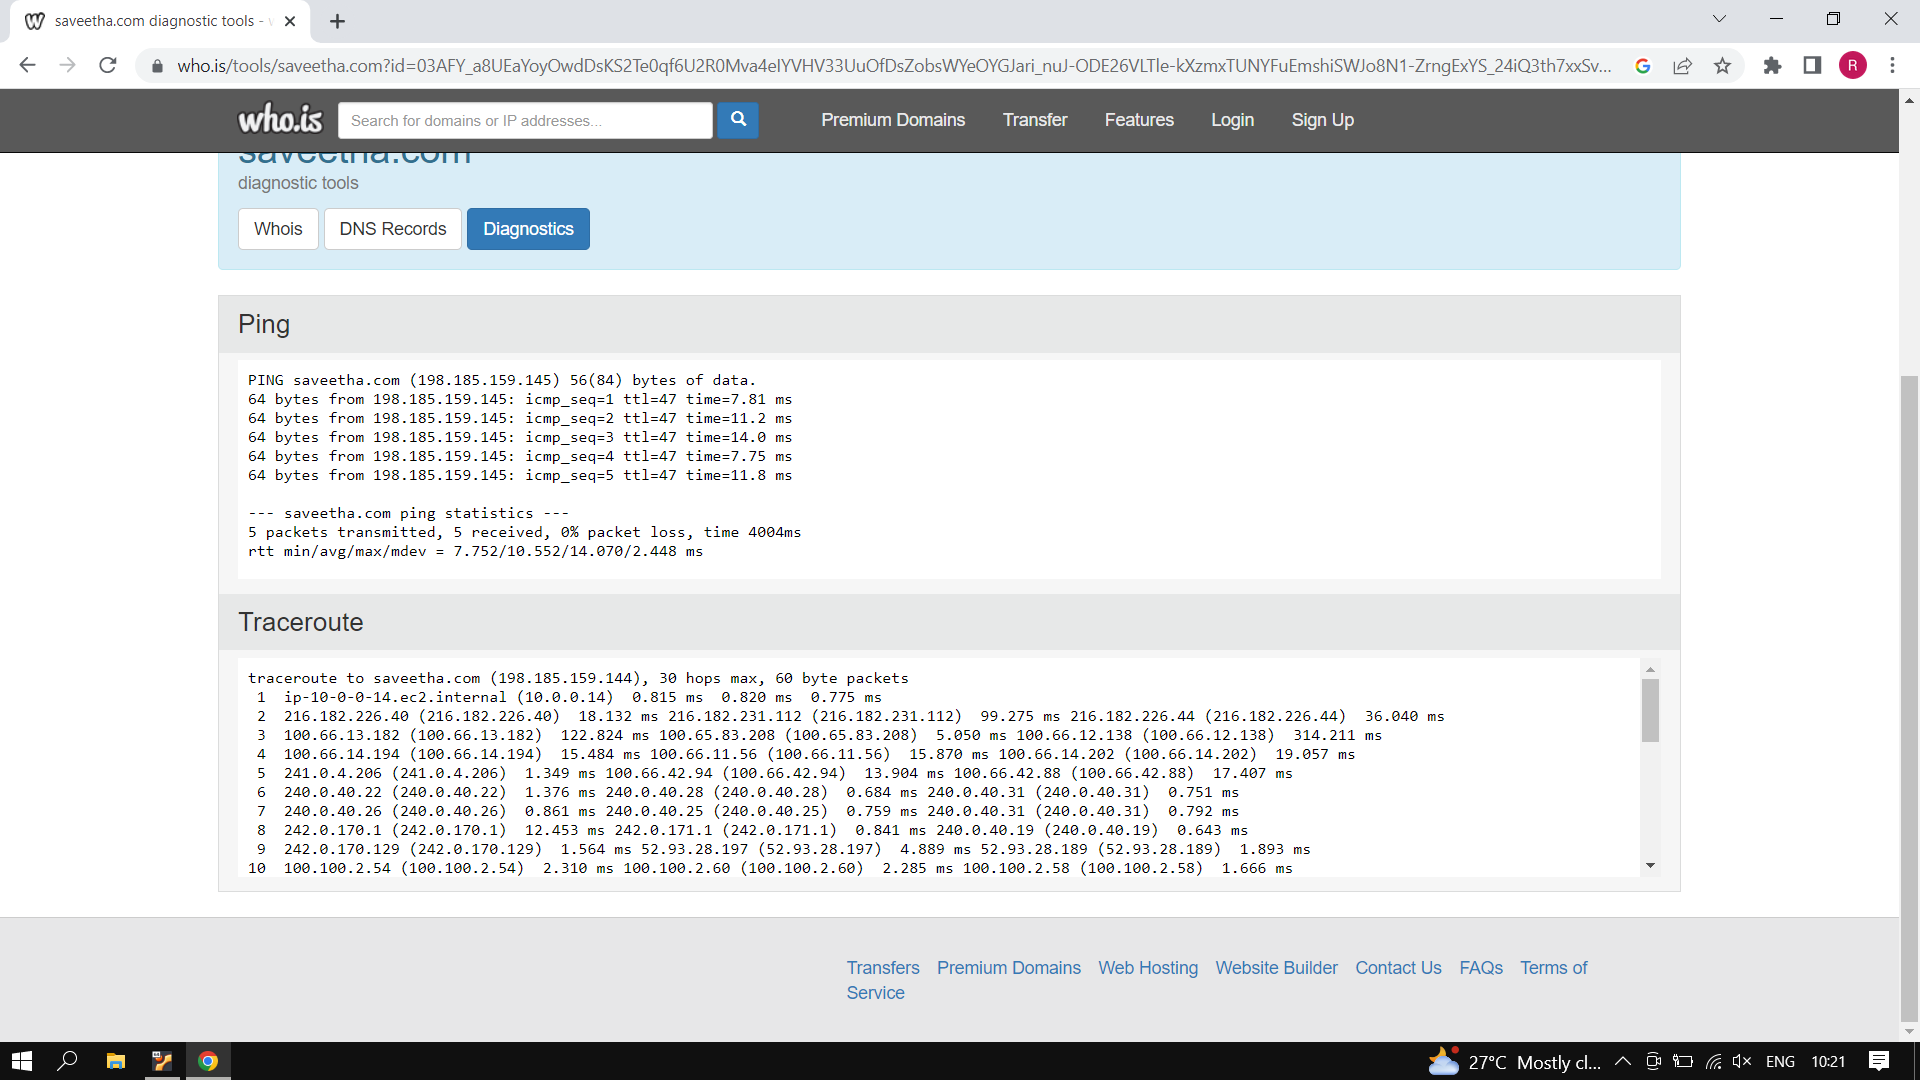 saveetha.com diagnostic tools -
who.is/tools/saveetha.com?id=03AFY_a8UEaYoyOwdDsKS2Te0qf6U2R0Mva4elYVHV33UuOfDsZobsWYeOYGJari_nuJ-ODE26VLTle-kXzmxTUNYFuEmshiSWJo8N1-ZrngExYS_24iQ3th7xxSv...
R
who.is
Search for domains or IP addresses...
Premium Domains
Transfer
Features
Login
Sign Up
saveetha.com
diagnostic tools
Whois
DNS Records
Diagnostics
Ping
PING saveetha.com (198.185.159.145) 56(84) bytes of data.
64 bytes from 198.185.159.145: icmp_seq=1 ttl=47 time=7.81 ms
64 bytes from 198.185.159.145: icmp_seq=2 ttl=47 time=11.2 ms
64 bytes from 198.185.159.145: icmp_seq=3 ttl=47 time=14.0 ms
64 bytes from 198.185.159.145: icmp_seq=4 ttl=47 time=7.75 ms
64 bytes from 198.185.159.145: icmp_seq=5 ttl=47 time=11.8 ms
--- saveetha.com ping statistics ---
5 packets transmitted, 5 received, 0% packet loss, time 4004ms
rtt min/avg/max/mdev = 7.752/10.552/14.070/2.448 ms
Traceroute
traceroute to saveetha.com (198.185.159.144), 30 hops max, 60 byte packets
1 ip-10-0-0-14.ec2.internal (10.0.0.14) 0.815 ms 0.820 ms 0.775 ms
2 216.182.226.40 (216.182.226.40) 18.132 ms 216.182.231.112 (216.182.231.112) 99.275 ms 216.182.226.44 (216.182.226.44) 36.040 ms
3 100.66.13.182 (100.66.13.182) 122.824 ms 100.65.83.208 (100.65.83.208) 5.050 ms 100.66.12.138 (100.66.12.138) 314.211 ms
4 100.66.14.194 (100.66.14.194) 15.484 ms 100.66.11.56 (100.66.11.56) 15.870 ms 100.66.14.202 (100.66.14.202) 19.057 ms
5 241.0.4.206 (241.0.4.206) 1.349 ms 100.66.42.94 (100.66.42.94) 13.904 ms 100.66.42.88 (100.66.42.88) 17.407 ms
6 240.0.40.22 (240.0.40.22) 1.376 ms 240.0.40.28 (240.0.40.28) 0.684 ms 240.0.40.31 (240.0.40.31) 0.751 ms
7 240.0.40.26 (240.0.40.26) 0.861 ms 240.0.40.25 (240.0.40.25) 0.759 ms 240.0.40.31 (240.0.40.31) 0.792 ms
8 242.0.170.1 (242.0.170.1) 12.453 ms 242.0.171.1 (242.0.171.1) 0.841 ms 240.0.40.19 (240.0.40.19) 0.643 ms
9 242.0.170.129 (242.0.170.129) 1.564 ms 52.93.28.197 (52.93.28.197) 4.889 ms 52.93.28.189 (52.93.28.189) 1.893 ms
10 100.100.2.54 (100.100.2.54) 2.310 ms 100.100.2.60 (100.100.2.60) 2.285 ms 100.100.2.58 (100.100.2.58) 1.666 ms
Transfers Premium Domains Web Hosting Website Builder Contact Us FAQs Terms of
Service
27°C Mostly cl... ENG 10:21